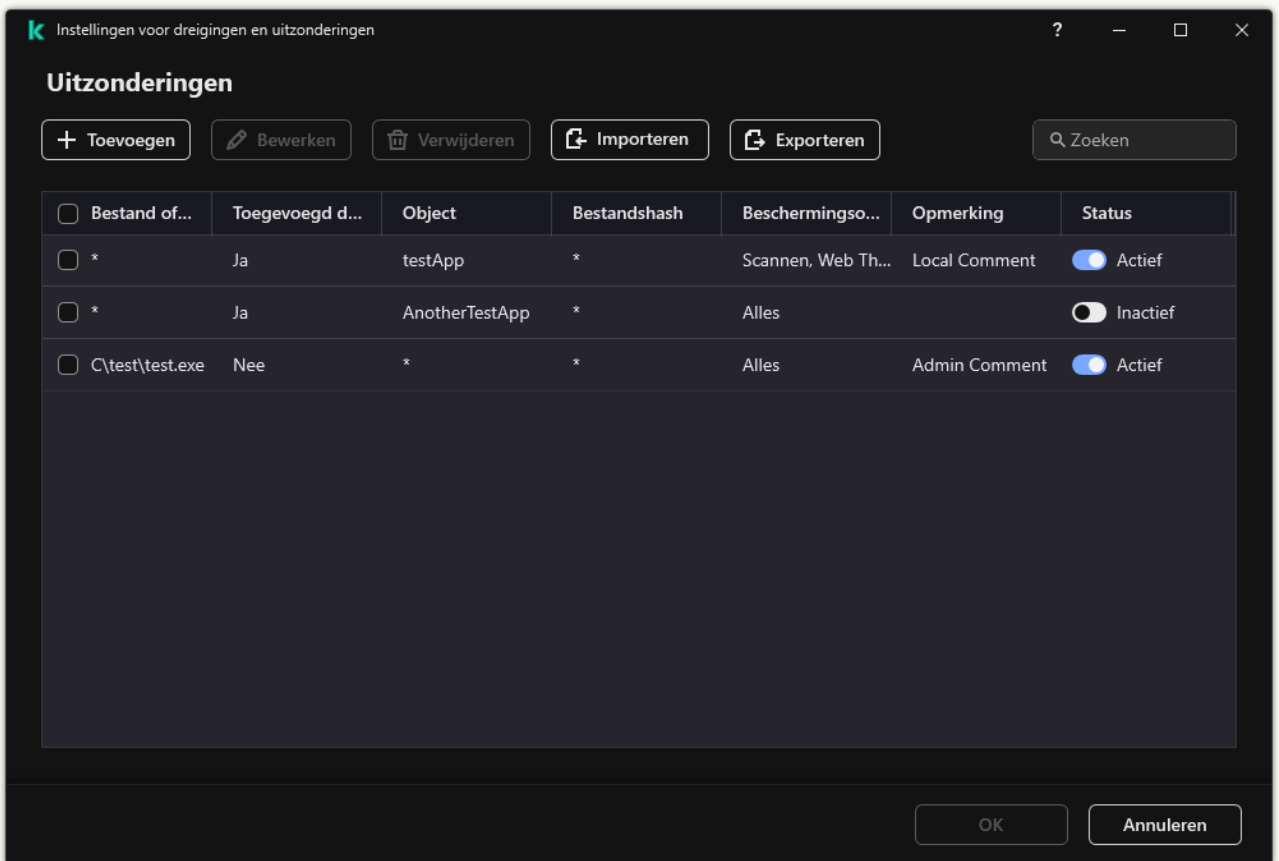 k Instellingen voor dreigingen en uitzonderingen ?
Uitzonderingen
Toevoegen Bewerken Verwijderen Importeren Exporteren Zoeken
Bestand of... Toegevoegd d... Object Bestandshash Beschermingso... Opmerking Status
* Ja testApp * Scannen, Web Th... Local Comment Actief
* Ja AnotherTestApp * Alles Inactief
C\test\test.exe Nee * * Alles Admin Comment Actief
OK Annuleren